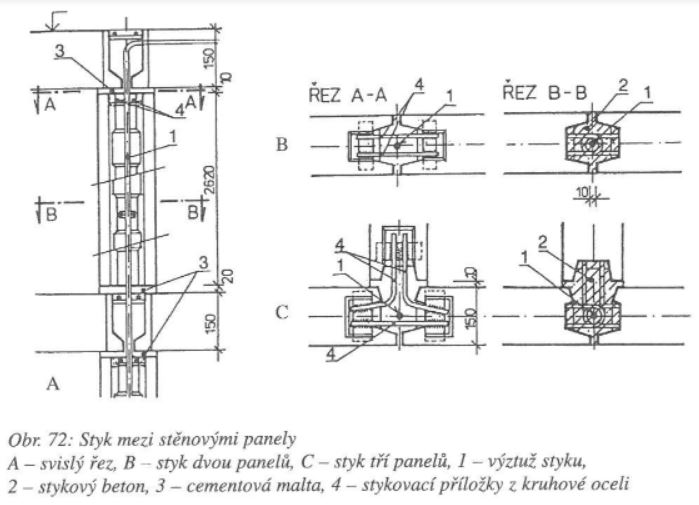 3
150
10
A
A
4
1
2620
B
B
20
3
150
A
ŘEZ A-A
4
1
ŘEZ B-B
2
1
B
10
4
1
20
2
1
C
150
4
Obr. 72: Styk mezi stěnovými panely
A – svislý řez, B – styk dvou panelů, C – styk tří panelů, 1 – výztuž styku,
2 – stykový beton, 3 – cementová malta, 4 – stykovací příložky z kruhové oceli